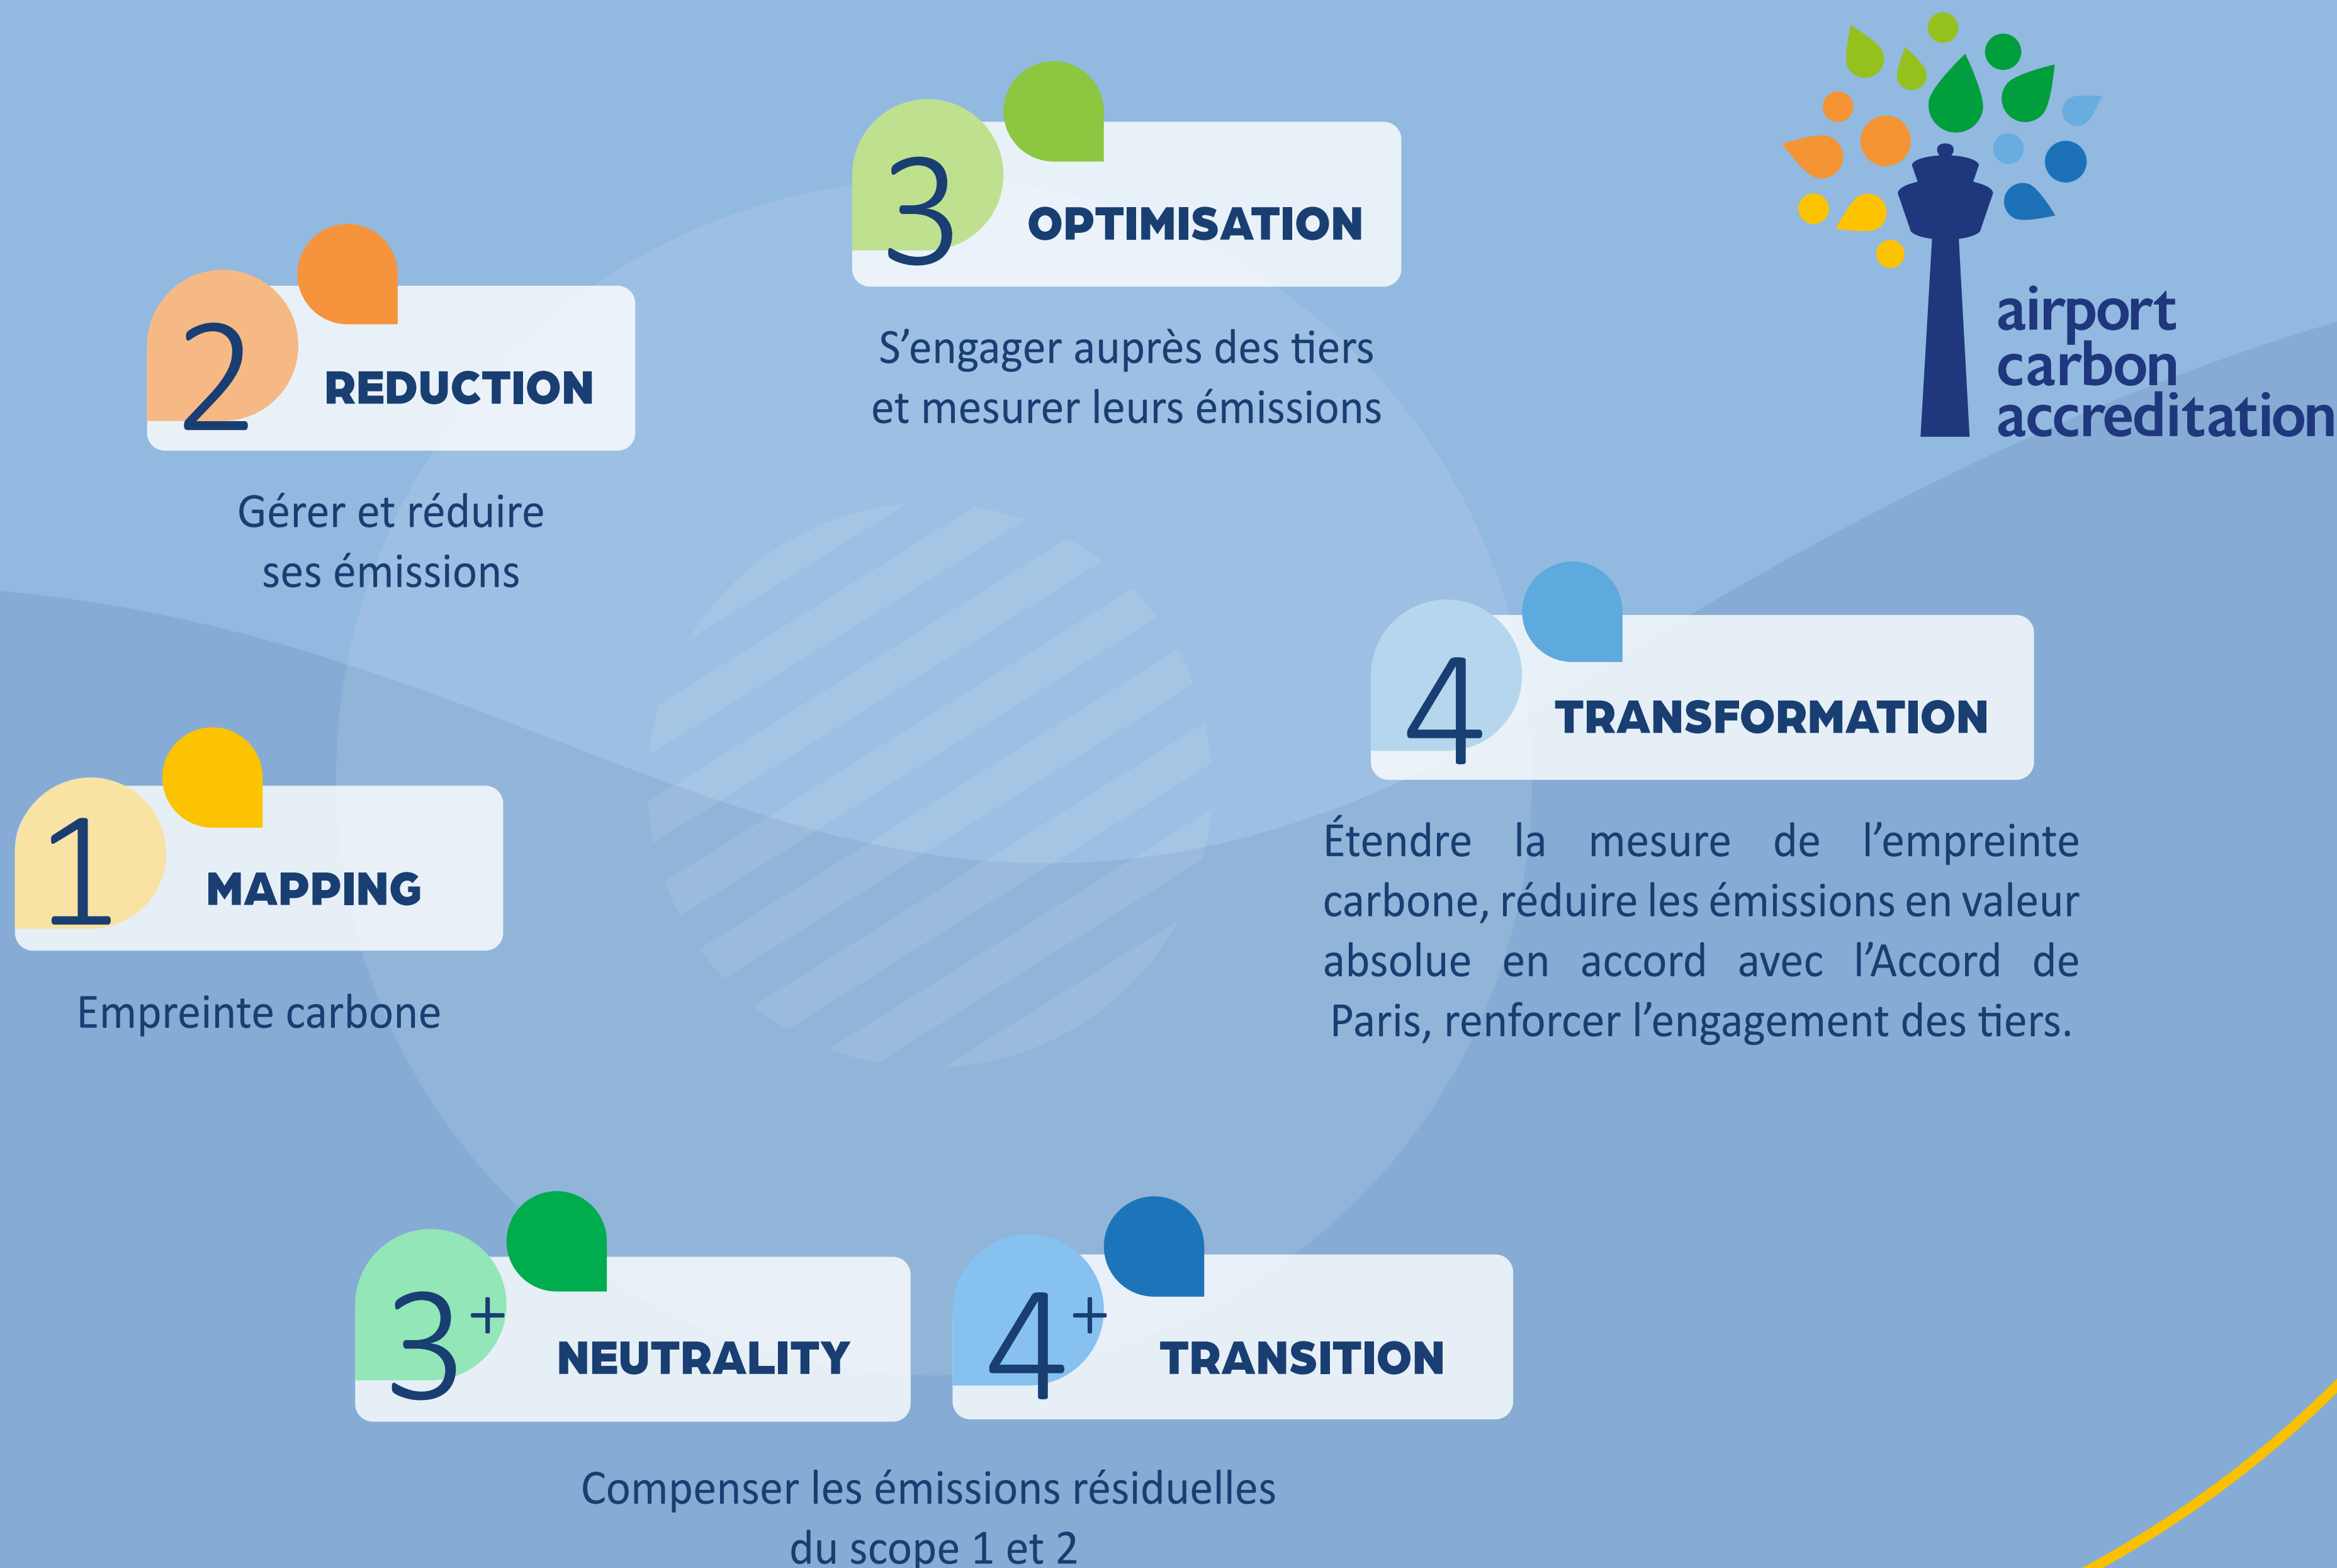 1
MAPPING
Empreinte carbone
2
REDUCTION
Gérer et réduire
ses émissions
3
OPTIMISATION
S’engager auprès des tiers
et mesurer leurs émissions
airport
carbon
accreditation
4
TRANSFORMATION
Étendre la mesure de l’empreinte
carbone, réduire les émissions en valeur
absolue en accord avec l’Accord de
Paris, renforcer l’engagement des tiers.
3+
NEUTRALITY
4+
TRANSITION
Compenser les émissions résiduelles
du scope 1 et 2